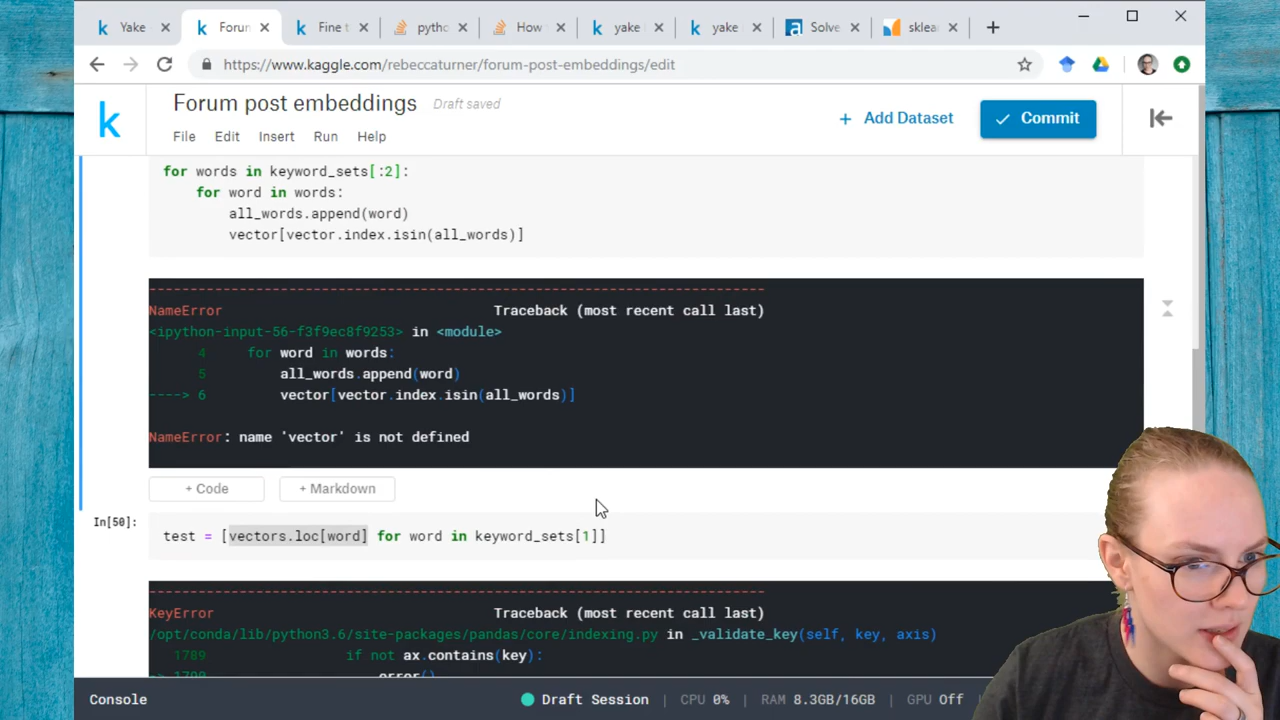 Yake
Forun
Fine t
pytho
How
yake
yake
Solve
sklea
https://www.kaggle.com/rebeccaturner/forum-post-embeddings/edit
k
Forum post embeddings Draft saved
File Edit Insert Run Help
+ Add Dataset
Commit
for words in keyword_sets[:2]:
for word in words:
all_words.append(word)
vector[vector.index.isin(all_words)]
---------------------------------------------------------------------------
NameError Traceback (most recent call last)
<ipython-input-56-f3f9ec8f9253> in <module>
4 for word in words:
5 all_words.append(word)
----> 6 vector[vector.index.isin(all_words)]
NameError: name 'vector' is not defined
+ Code + Markdown
In[50]:
test = [vectors.loc[word] for word in keyword_sets[1]]
---------------------------------------------------------------------------
KeyError Traceback (most recent call last)
/opt/conda/lib/python3.6/site-packages/pandas/core/indexing.py in _validate_key(self, key, axis)
1789 if not ax.contains(key):
Console Draft Session | CPU 0% | RAM 8.3GB/16GB | GPU Off